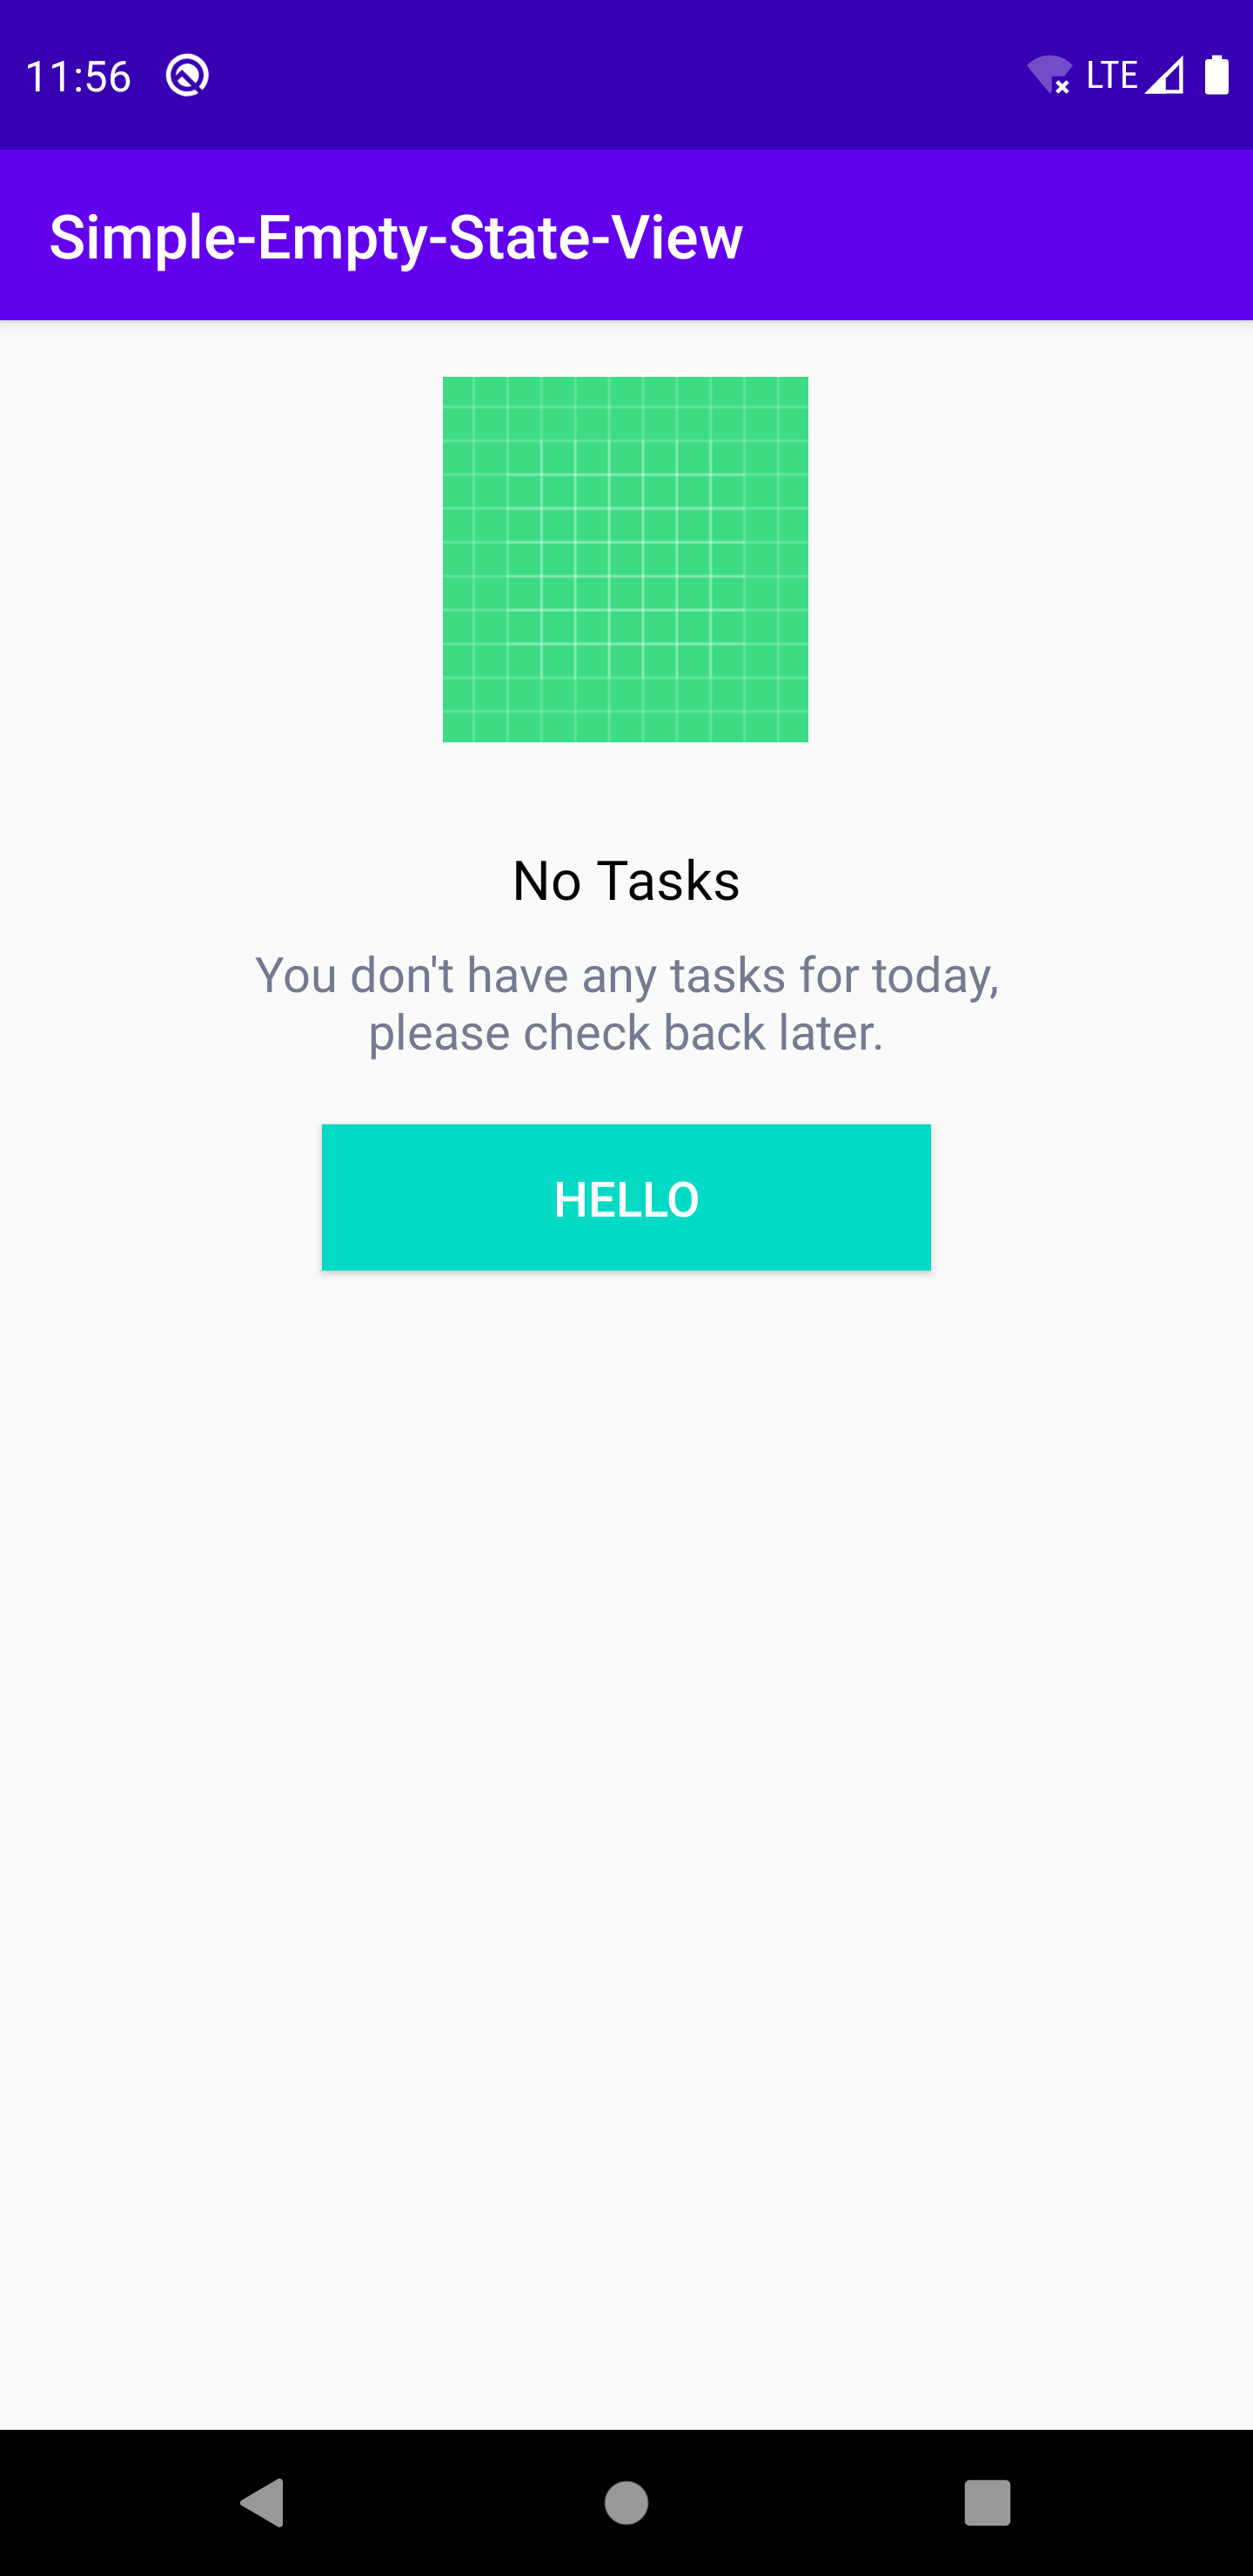 11:56 LTE
Simple-Empty-State-View
No Tasks
You don't have any tasks for today,
please check back later.
HELLO